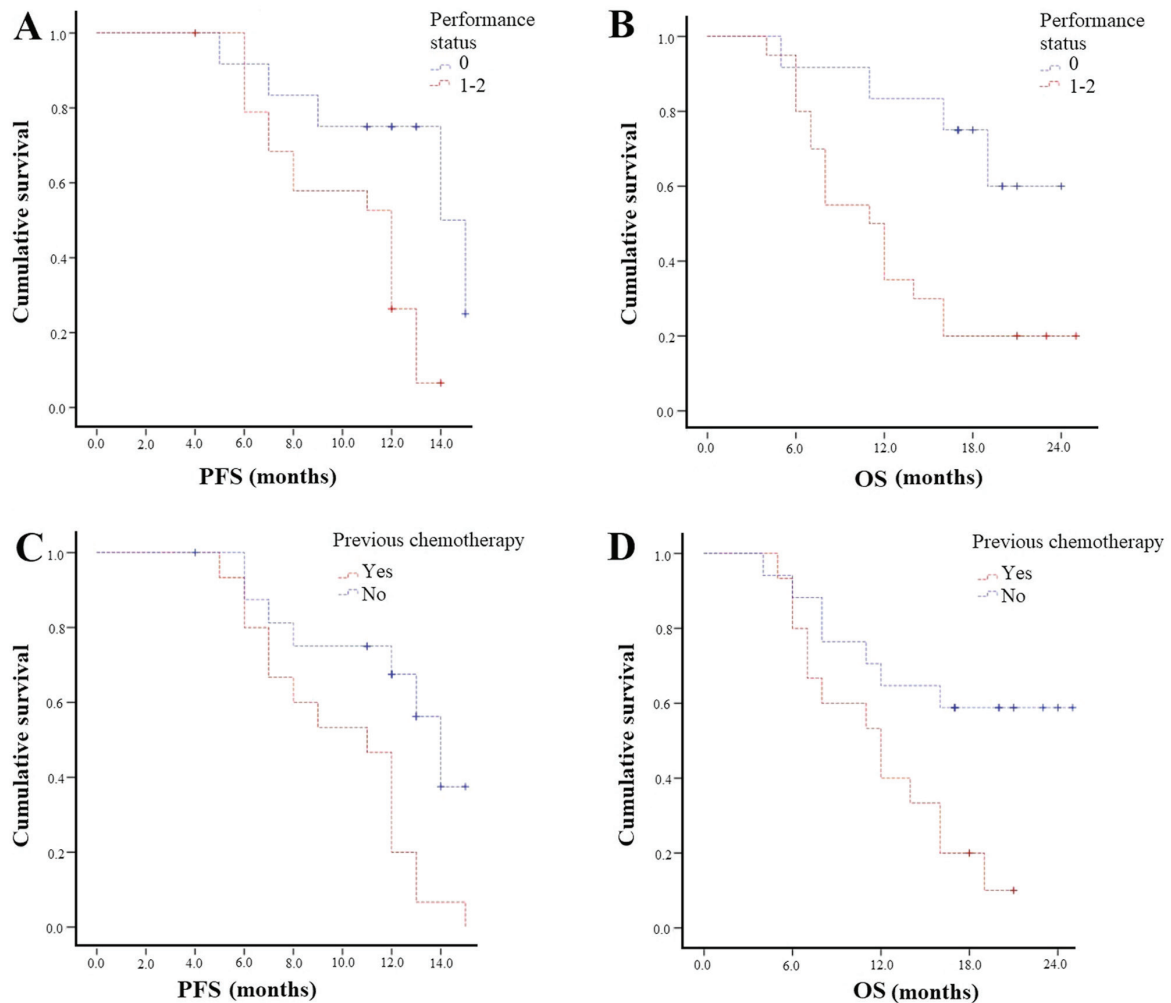 A
Performance
status
0
1-2
Cumulative survival
1.0
0.8
0.6
0.4
0.2
0.0
0.0 2.0 4.0 6.0 8.0 10.0 12.0 14.0
PFS (months)
B
Performance
status
0
1-2
Cumulative survival
1.0
0.8
0.6
0.4
0.2
0.0
0.0 6.0 12.0 18.0 24.0
OS (months)
C
Previous chemotherapy
Yes
No
Cumulative survival
1.0
0.8
0.6
0.4
0.2
0.0
0.0 2.0 4.0 6.0 8.0 10.0 12.0 14.0
PFS (months)
D
Previous chemotherapy
Yes
No
Cumulative survival
1.0
0.8
0.6
0.4
0.2
0.0
0.0 6.0 12.0 18.0 24.0
OS (months)